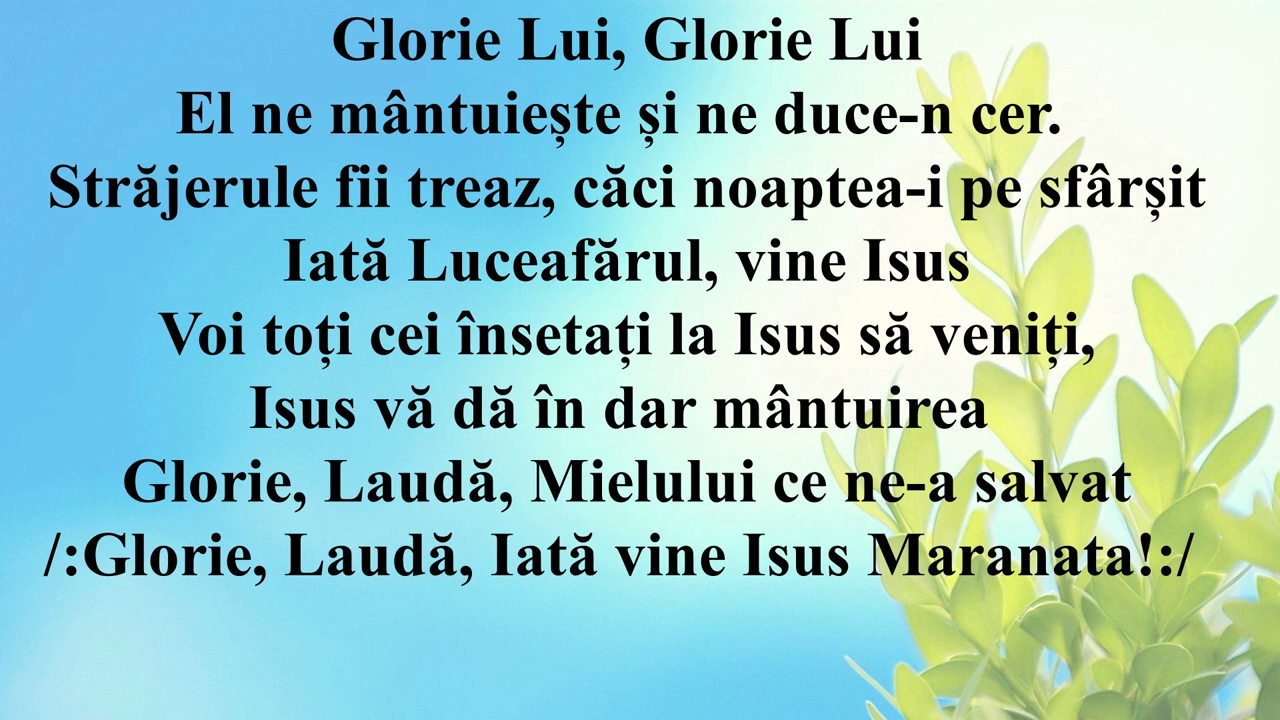 Glorie Lui, Glorie Lui
El ne mântuiește și ne duce-n cer.
Străjerule fii treaz, căci noaptea-i pe sfârșit
Iată Luceafărul, vine Isus
Voi toți cei însetați la Isus să veniți,
Isus vă dă în dar mântuirea
Glorie, Laudă, Mielului ce ne-a salvat
/:Glorie, Laudă, Iată vine Isus Maranata!:/